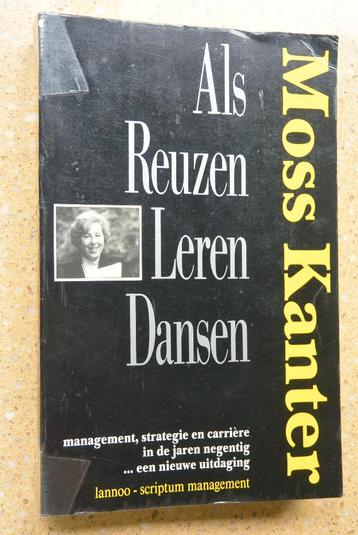 Als
Reuzen
Leren
Dansen
Moss Kanter
management, strategie en carrière
in de jaren negentig
... een nieuwe uitdaging
lannoo - scriptum management